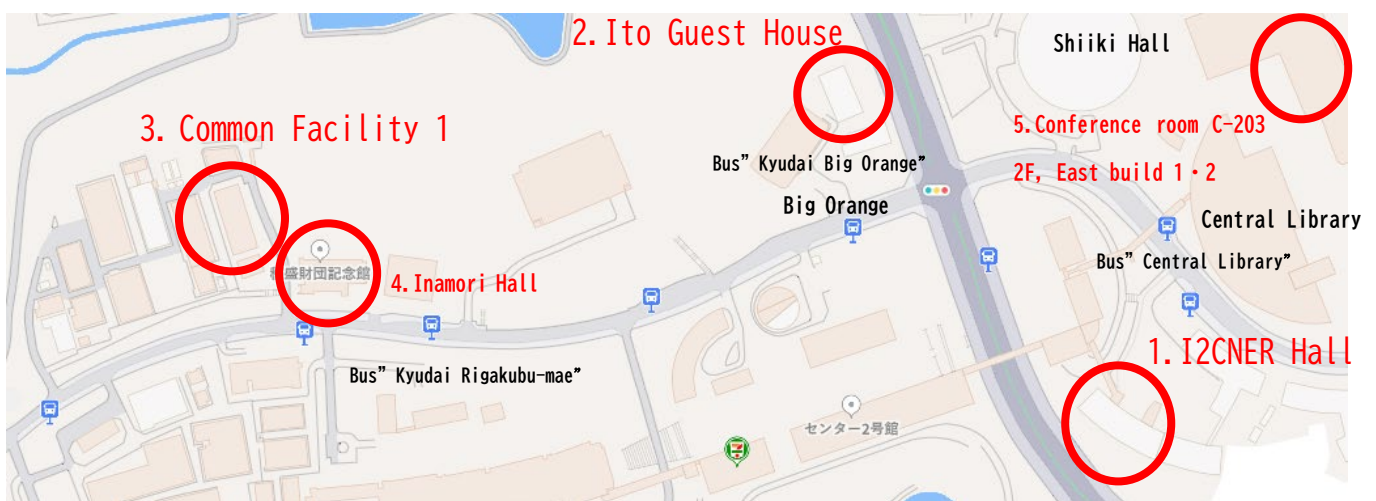 2.Ito Guest House
Shiiki Hall
3. Common Facility 1
5.Conference room C-203
2F, East build 1・2
Bus”Kyudai Big Orange”
Big Orange
Central Library
Bus”Central Library”
盛財団記念館
4.Inamori Hall
1.I2CNER Hall
Bus”Kyudai Rigakubu-mae”
センター2号館
7